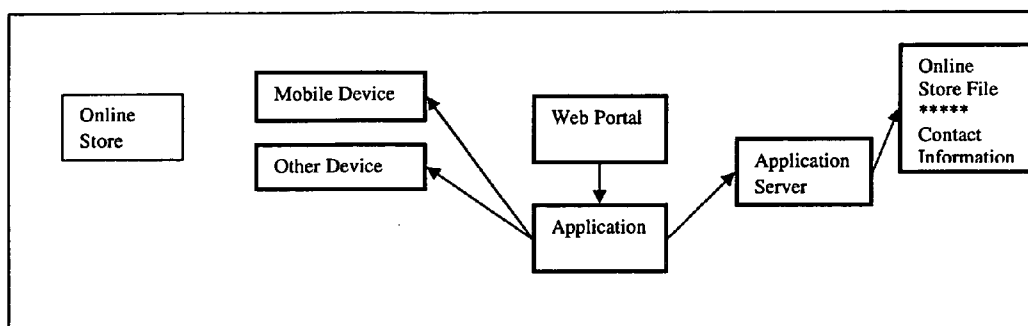 Online
Store
Mobile Device
Other Device
Web Portal
Application
Application
Server
Online
Store File
*****
Contact
Information